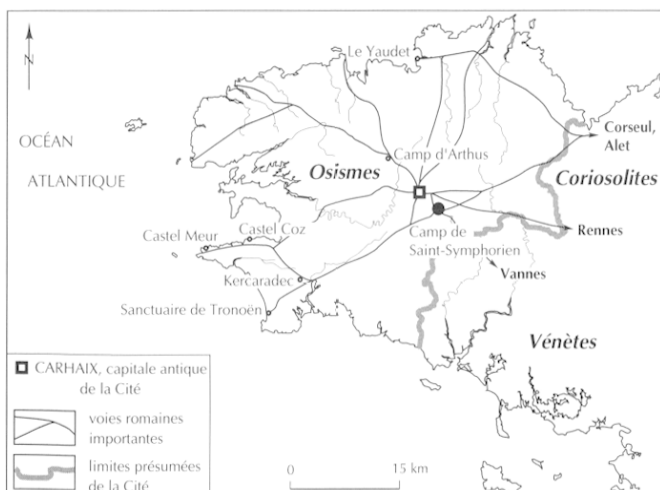 N
Le Yaudet
OCÉAN
ATLANTIQUE
Corseul,
Alet
Camp d'Arthus
Osismes
Coriosolites
Castel Meur
Castel Coz
Camp de
Saint-Symphorien
Rennes
Vannes
Kercaradec
Sanctuaire de Tronoën
Vénètes
CARHAIX, capitale antique
de la Cité
voies romaines
importantes
limites présumées
de la Cité
0 15 km